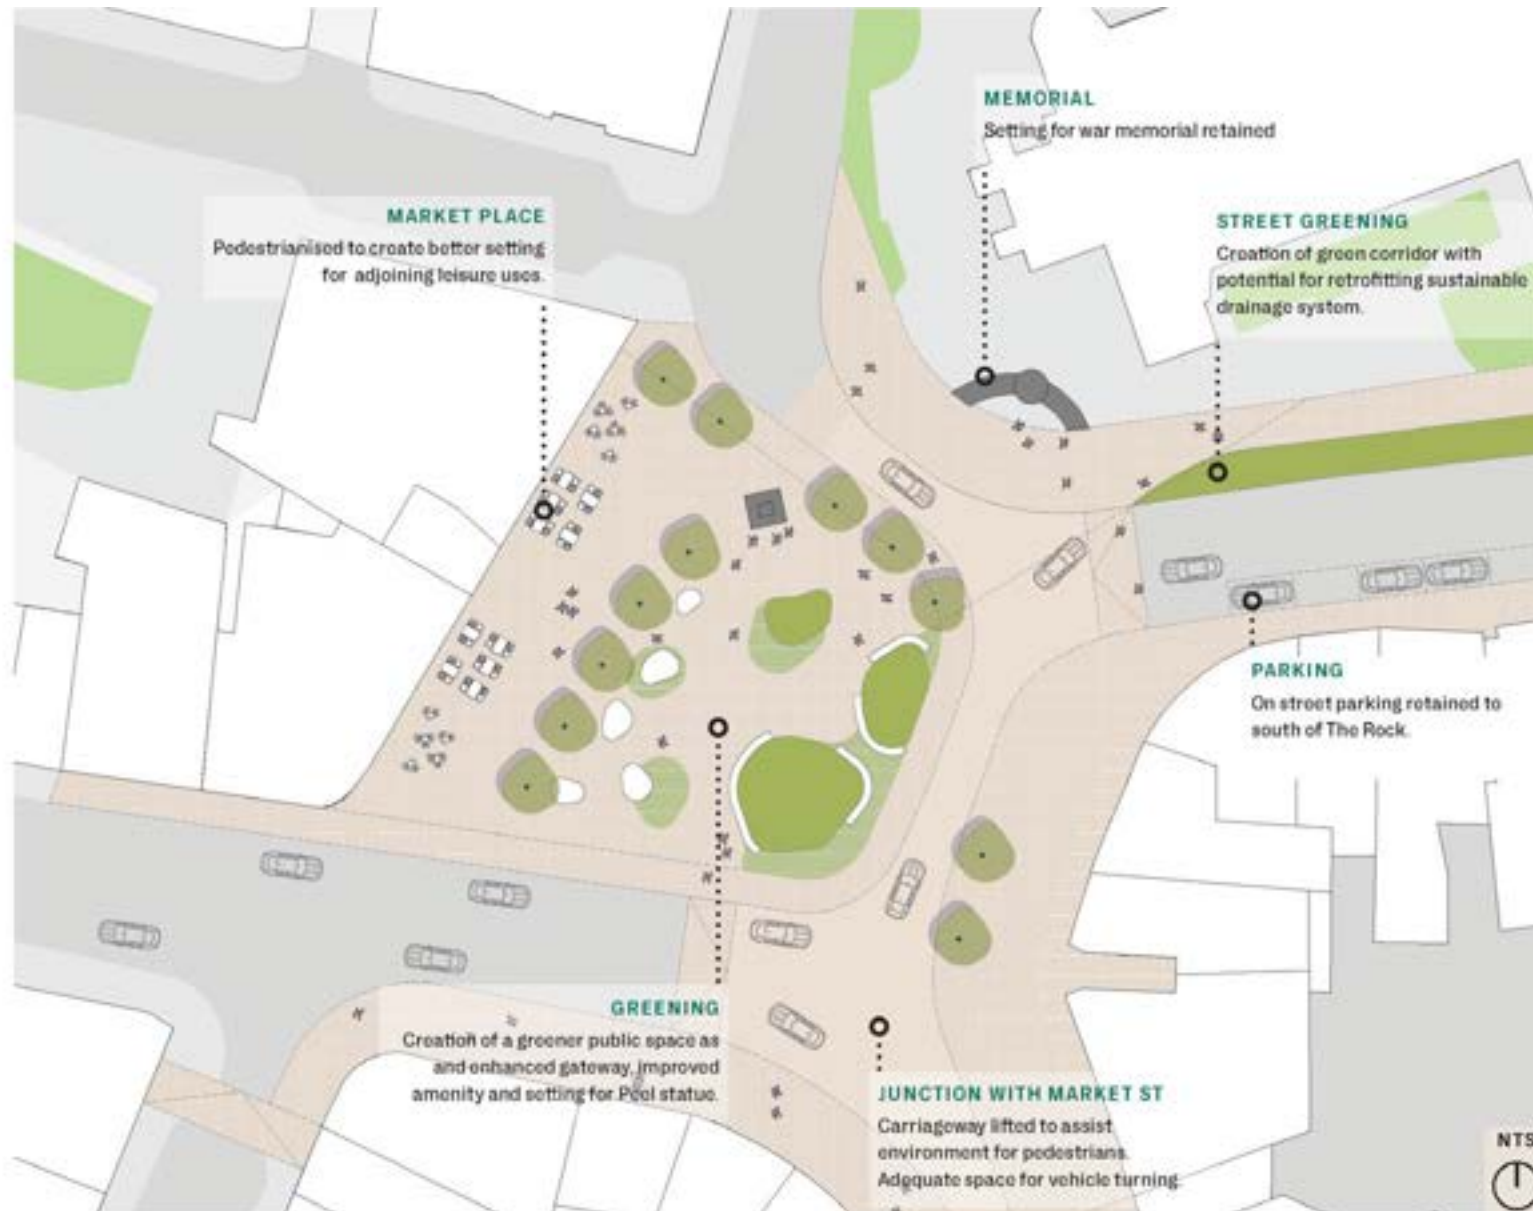 MEMORIAL
Setting for war memorial retained
MARKET PLACE
Pedestrianised to create better setting
for adjoining leisure uses.
STREET GREENING
Creation of green corridor with
potential for retrofitting sustainable
drainage system.
PARKING
On street parking retained to
south of The Rock.
GREENING
Creation of a greener public space as
and enhanced gateway, improved
amenity and setting for Peel statue.
JUNCTION WITH MARKET ST
Carriageway lifted to assist
environment for pedestrians.
Adequate space for vehicle turning
NTS